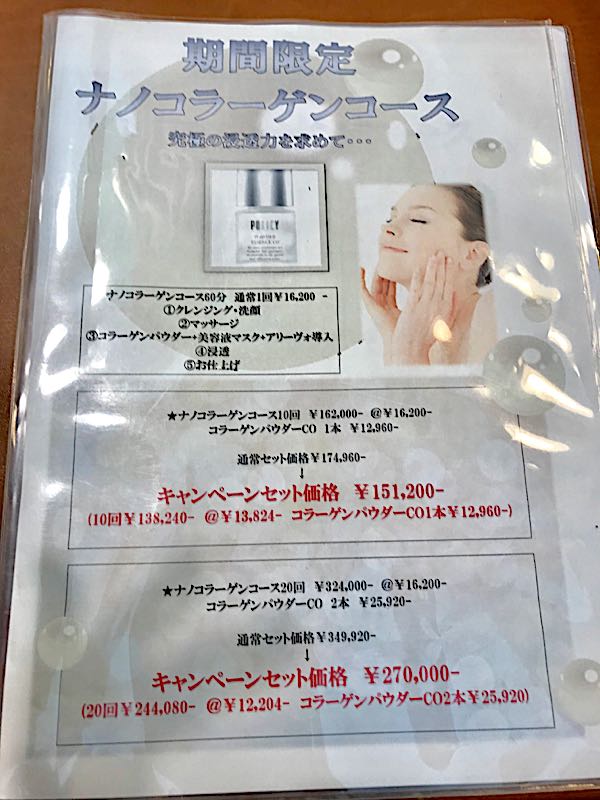 期間限定
ナノコラーゲンコース
究極の浸透力を求めて・・・
POLICY
POWDER
ESSENCE CO
ナノコラーゲンコース60分 通常1回￥16,200 -
①クレンジング・洗顔
②マッサージ
③コラーゲンパウダー+美容液マスク+アリーヴォ導入
④浸透
⑤お仕上げ
★ナノコラーゲンコース10回 ￥162,000- @￥16,200-
コラーゲンパウダーCO 1本 ￥12,960-
通常セット価格￥174,960-
↓
キャンペーンセット価格 ￥151,200-
(10回￥138,240- @￥13,824- コラーゲンパウダーCO1本￥12,960-)
★ナノコラーゲンコース20回 ￥324,000- @￥16,200-
コラーゲンパウダーCO 2本 ￥25,920-
通常セット価格￥349,920-
↓
キャンペーンセット価格 ￥270,000-
(20回￥244,080- @￥12,204- コラーゲンパウダーCO2本￥25,920)